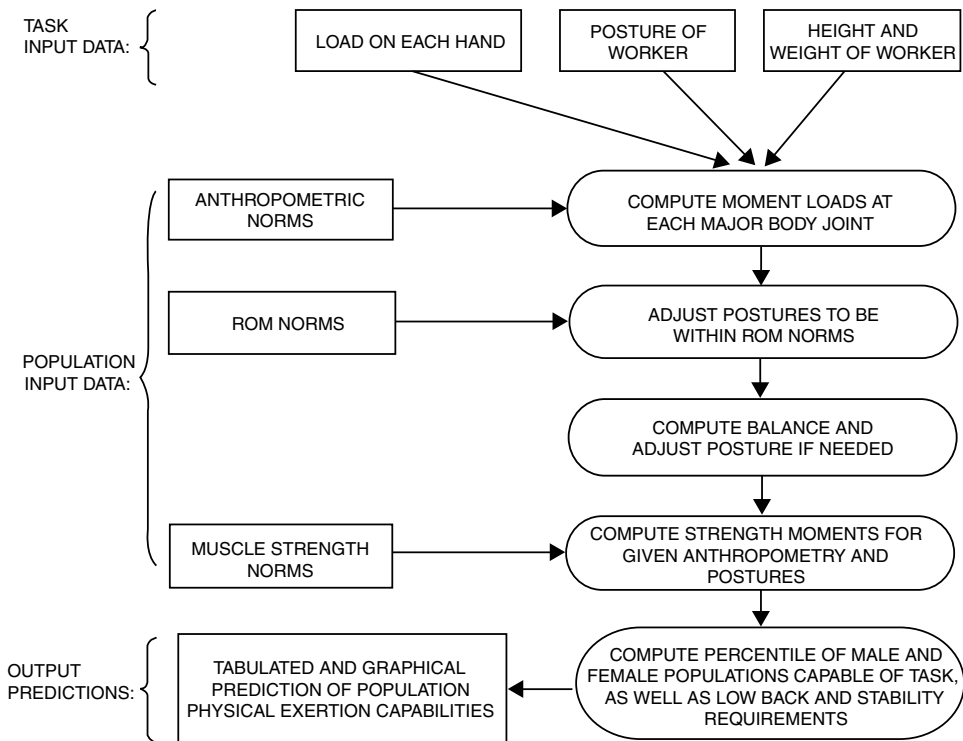 TASK
INPUT DATA:
LOAD ON EACH HAND
POSTURE OF
WORKER
HEIGHT AND
WEIGHT OF WORKER
POPULATION
INPUT DATA:
ANTHROPOMETRIC
NORMS
COMPUTE MOMENT LOADS AT
EACH MAJOR BODY JOINT
ROM NORMS
ADJUST POSTURES TO BE
WITHIN ROM NORMS
COMPUTE BALANCE AND
ADJUST POSTURE IF NEEDED
MUSCLE STRENGTH
NORMS
COMPUTE STRENGTH MOMENTS FOR
GIVEN ANTHROPOMETRY AND
POSTURES
OUTPUT
PREDICTIONS:
TABULATED AND GRAPHICAL
PREDICTION OF POPULATION
PHYSICAL EXERTION CAPABILITIES
COMPUTE PERCENTILE OF MALE AND
FEMALE POPULATIONS CAPABLE OF TASK,
AS WELL AS LOW BACK AND STABILITY
REQUIREMENTS